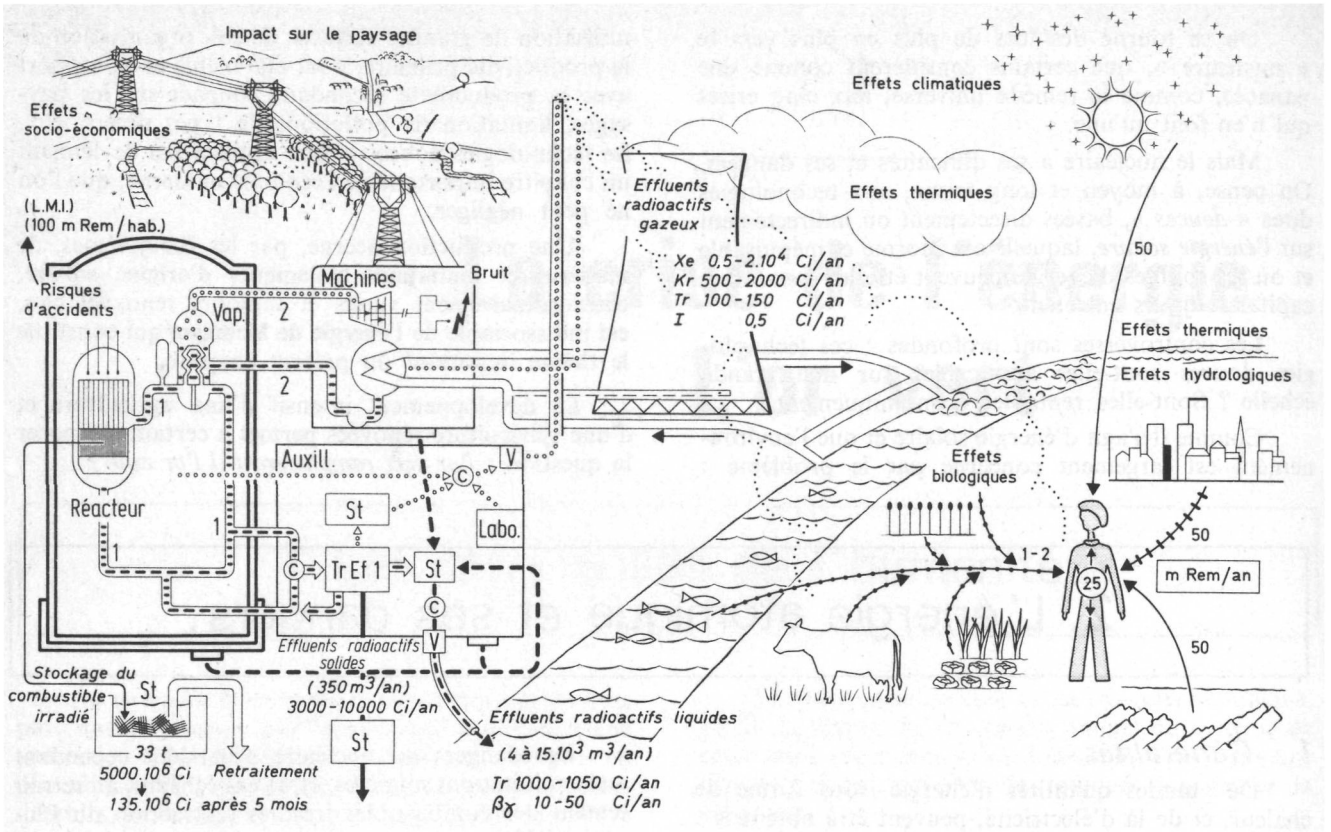 Impact sur le paysage
Effets
socio-économiques
(L.M.I.)
(100 m Rem / hab.)
Risques
d'accidents
Vap.
2
2
Machines
Bruit
Réacteur
1
Auxill
St
C
V
Labo.
C
Tr Ef 1
St
C
V
Effluents radioactifs
solides
(350 m³/an)
3000-10000 Ci/an
St
Stockage du
combustible
irradié
St
33 t
5000.10⁶ Ci
Retraitement
135.10⁶ Ci après 5 mois
Effluents radioactifs liquides
(4 à 15.10³ m³/an)
Tr 1000-1050 Ci/an
βγ 10-50 Ci/an
Effluents
radioactifs
gazeux
Xe 0,5-2.10⁴ Ci/an
Kr 500-2000 Ci/an
Tr 100-150 Ci/an
I 0,5 Ci/an
Effets climatiques
Effets thermiques
50
Effets thermiques
Effets hydrologiques
Effets
biologiques
1-2
25
50
m Rem/an
50